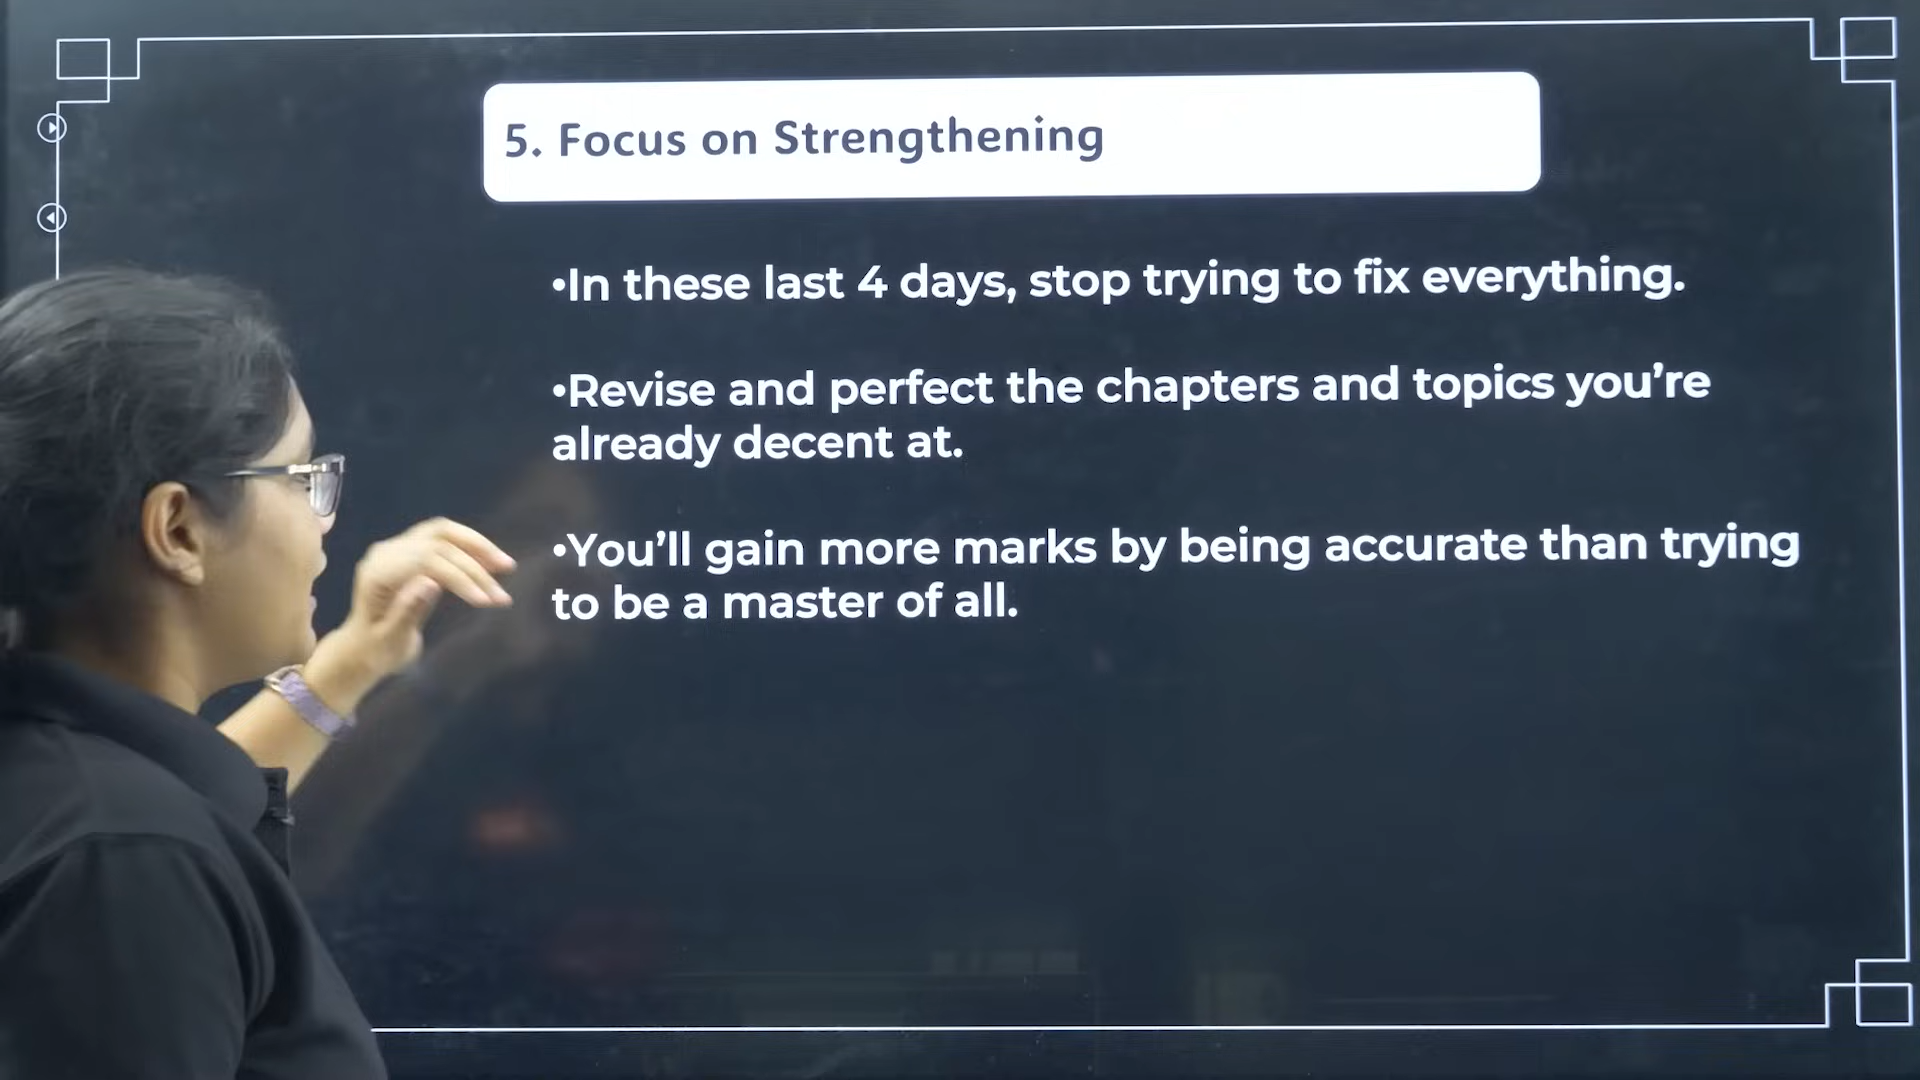 5. Focus on Strengthening
•In these last 4 days, stop trying to fix everything.
•Revise and perfect the chapters and topics you’re
already decent at.
•You’ll gain more marks by being accurate than trying
to be a master of all.